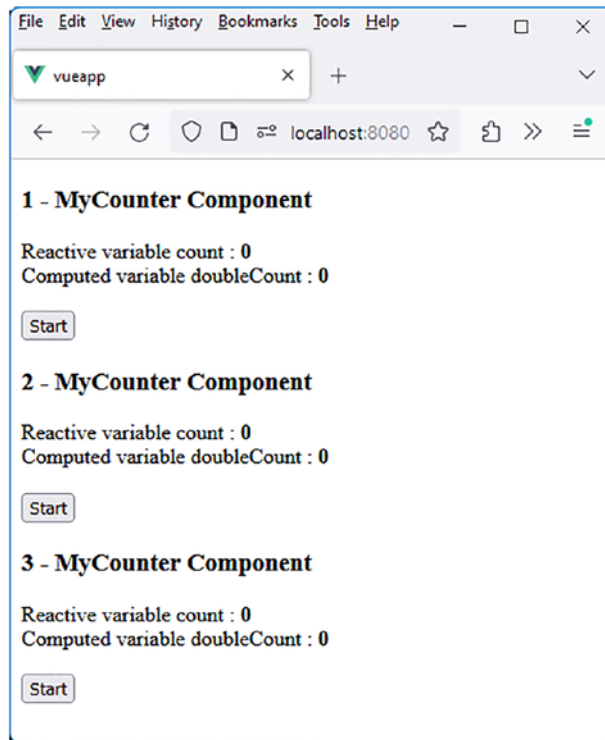 File Edit View History Bookmarks Tools Help
vueapp
localhost:8080
1 - MyCounter Component
Reactive variable count : 0
Computed variable doubleCount : 0
Start
2 - MyCounter Component
Reactive variable count : 0
Computed variable doubleCount : 0
Start
3 - MyCounter Component
Reactive variable count : 0
Computed variable doubleCount : 0
Start